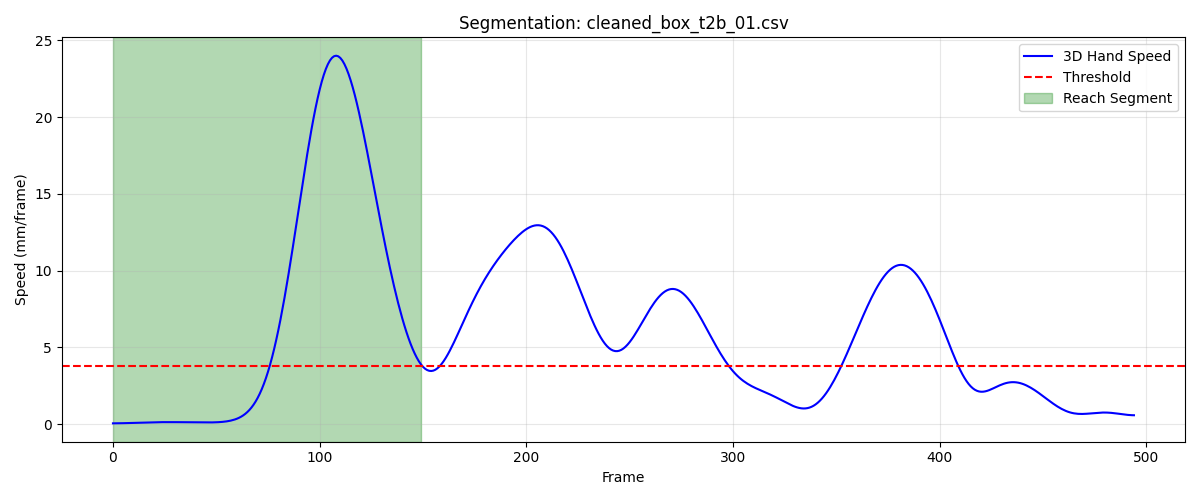 Segmentation: cleaned_box_t2b_01.csv
25
20
15
10
5
0
Speed (mm/frame)
3D Hand Speed
Threshold
Reach Segment
0 100 200 300 400 500
Frame